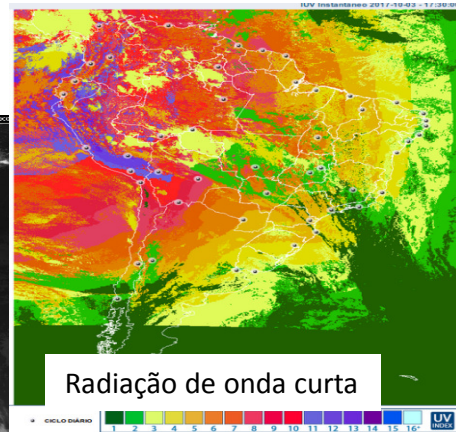 IUV Instantâneo 2017-10-03 - 17:30:00
Radiação de onda curta
CICLO DIÁRIO
1 2 3 4 5 6 7 8 9 10 11 12 13 14 15 16+
UV
INDEX